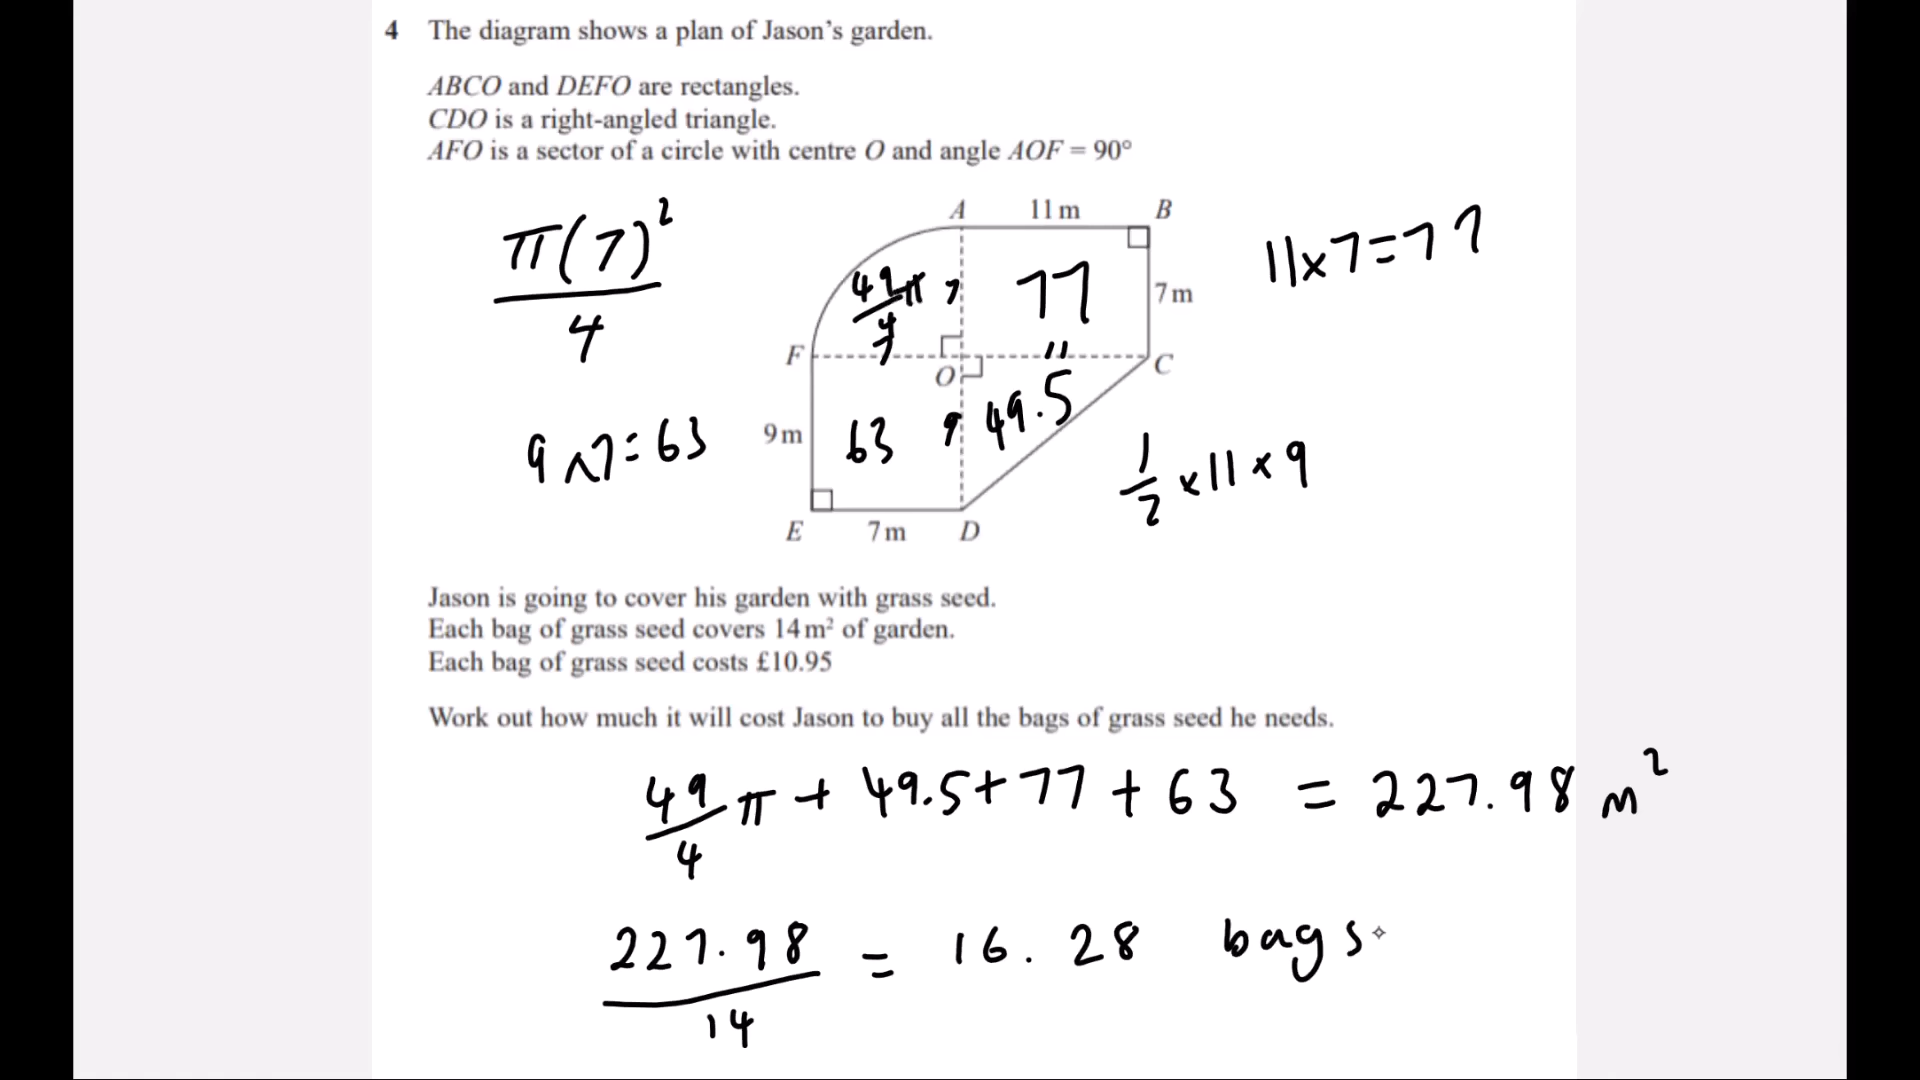 4 The diagram shows a plan of Jason's garden.
ABCO and DEFO are rectangles.
CDO is a right-angled triangle.
AFO is a sector of a circle with centre O and angle AOF = 90°
π(7)²/4
A 11 m B
11×7=77
49π/4 7 77 7 m
F 7 O 11 C
9×7=63 9 m 63 9 49.5
1/2 ×11×9
E 7 m D
Jason is going to cover his garden with grass seed.
Each bag of grass seed covers 14 m² of garden.
Each bag of grass seed costs £10.95
Work out how much it will cost Jason to buy all the bags of grass seed he needs.
49/4 π + 49.5+77+63 = 227.98 m²
227.98/14 = 16.28 bags